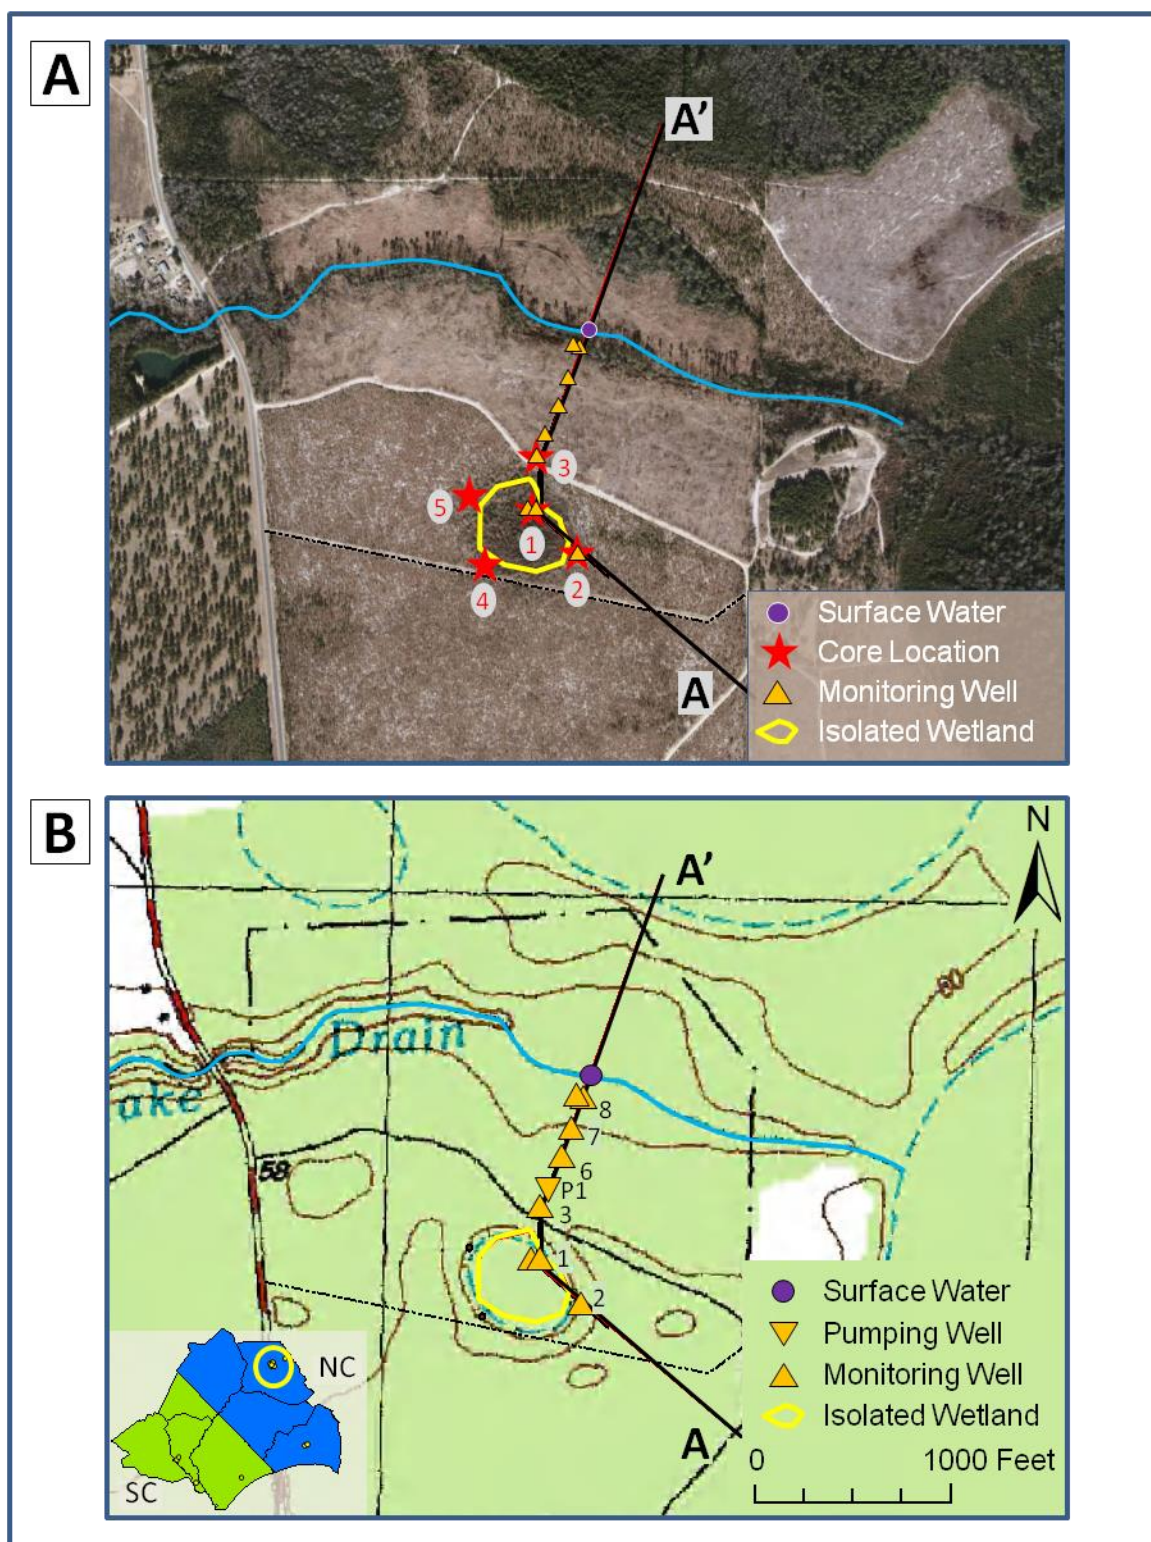 A
A'
3
5
1
2
4
A
Surface Water
Core Location
Monitoring Well
Isolated Wetland
B
N
A'
80
Drain
ake
8
7
6
58
P1
3
1
2
A
Surface Water
Pumping Well
Monitoring Well
Isolated Wetland
0 1000 Feet
NC
SC